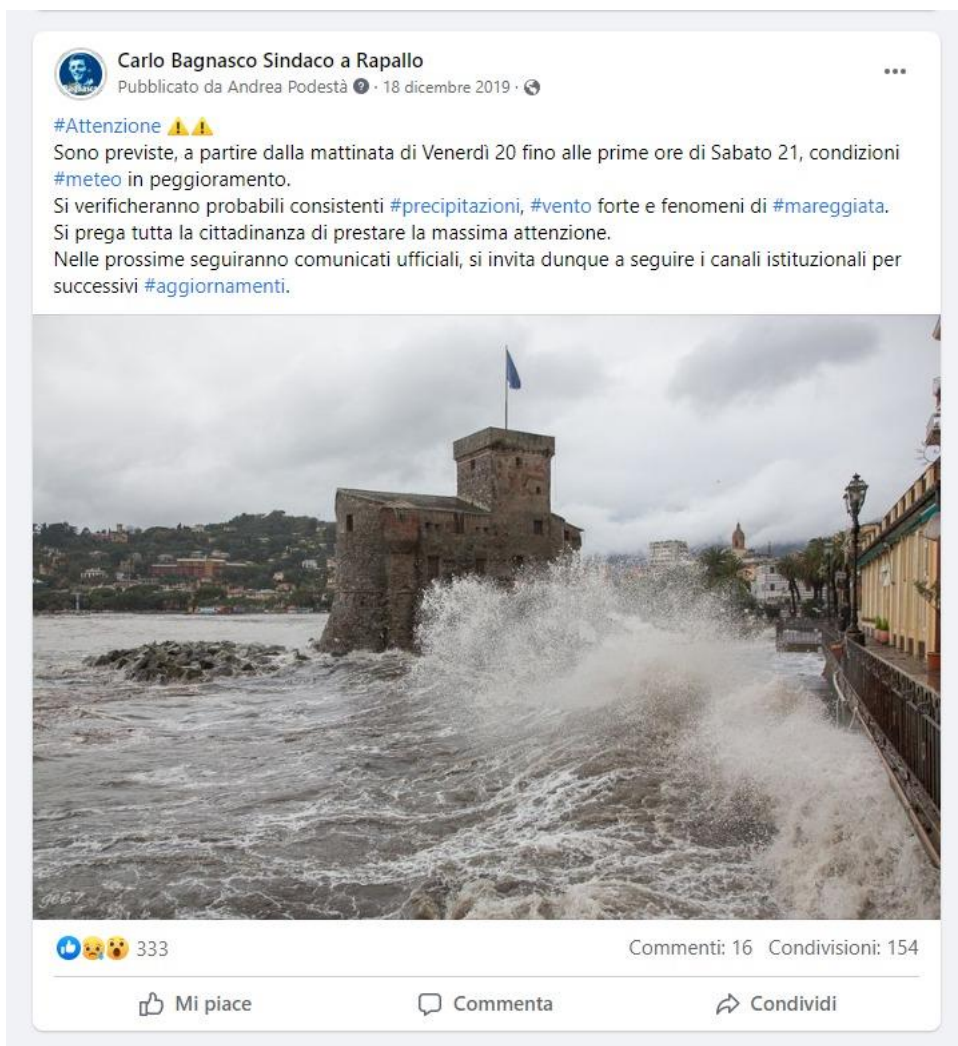 Carlo Bagnasco Sindaco a Rapallo
Pubblicato da Andrea Podestà · 18 dicembre 2019 ·
#Attenzione ⚠️⚠️
Sono previste, a partire dalla mattinata di Venerdì 20 fino alle prime ore di Sabato 21, condizioni
#meteo in peggioramento.
Si verificheranno probabili consistenti #precipitazioni, #vento forte e fenomeni di #mareggiata.
Si prega tutta la cittadinanza di prestare la massima attenzione.
Nelle prossime seguiranno comunicati ufficiali, si invita dunque a seguire i canali istituzionali per
successivi #aggiornamenti.
ge67
333 Commenti: 16 Condivisioni: 154
Mi piace Commenta Condividi